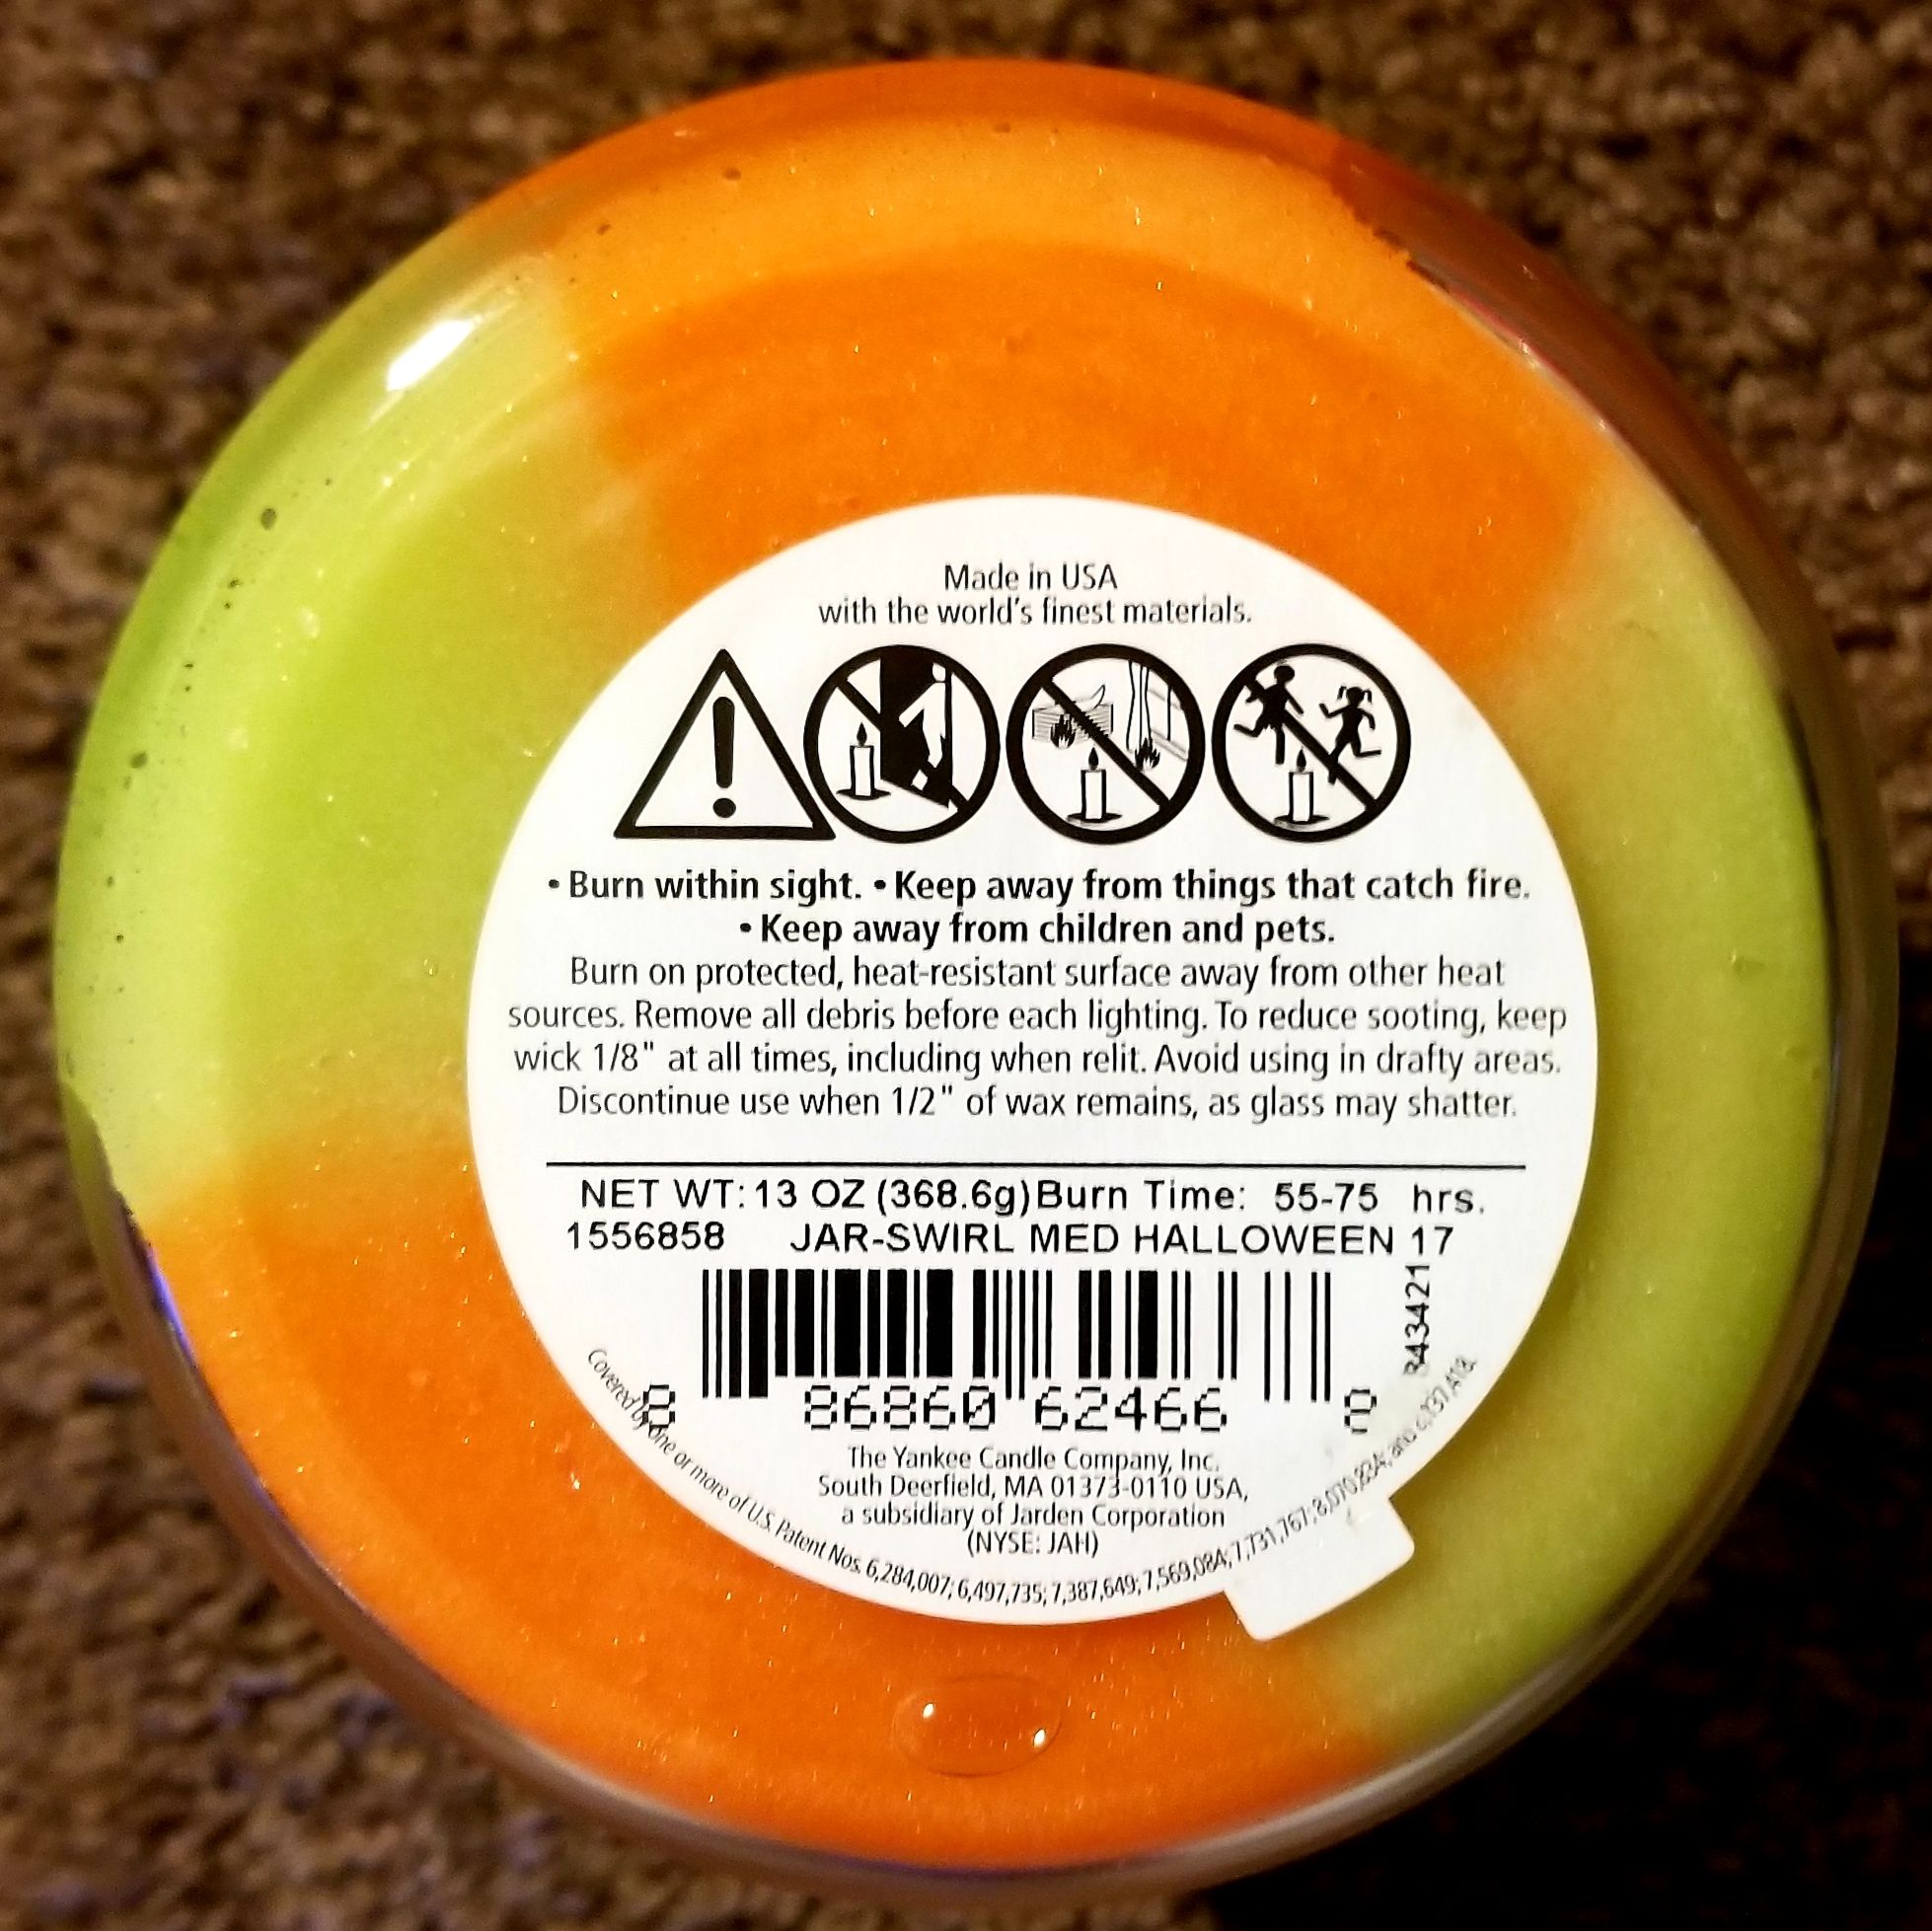 Made in USA
with the world's finest materials.
• Burn within sight. • Keep away from things that catch fire.
• Keep away from children and pets.
Burn on protected, heat-resistant surface away from other heat
sources. Remove all debris before each lighting. To reduce sooting, keep
wick 1/8" at all times, including when relit. Avoid using in drafty areas.
Discontinue use when 1/2" of wax remains, as glass may shatter.
NET WT: 13 OZ (368.6g) Burn Time: 55-75 hrs.
1556858 JAR-SWIRL MED HALLOWEEN 17
8 86860 62466 8
The Yankee Candle Company, Inc.
South Deerfield, MA 01373-0110 USA,
a subsidiary of Jarden Corporation
(NYSE: JAH)
Covered by one or more of U.S. Patent Nos. 6,284,007; 6,497,735; 7,387,649; 7,569,084; 7,731,767; 8,070,834; and